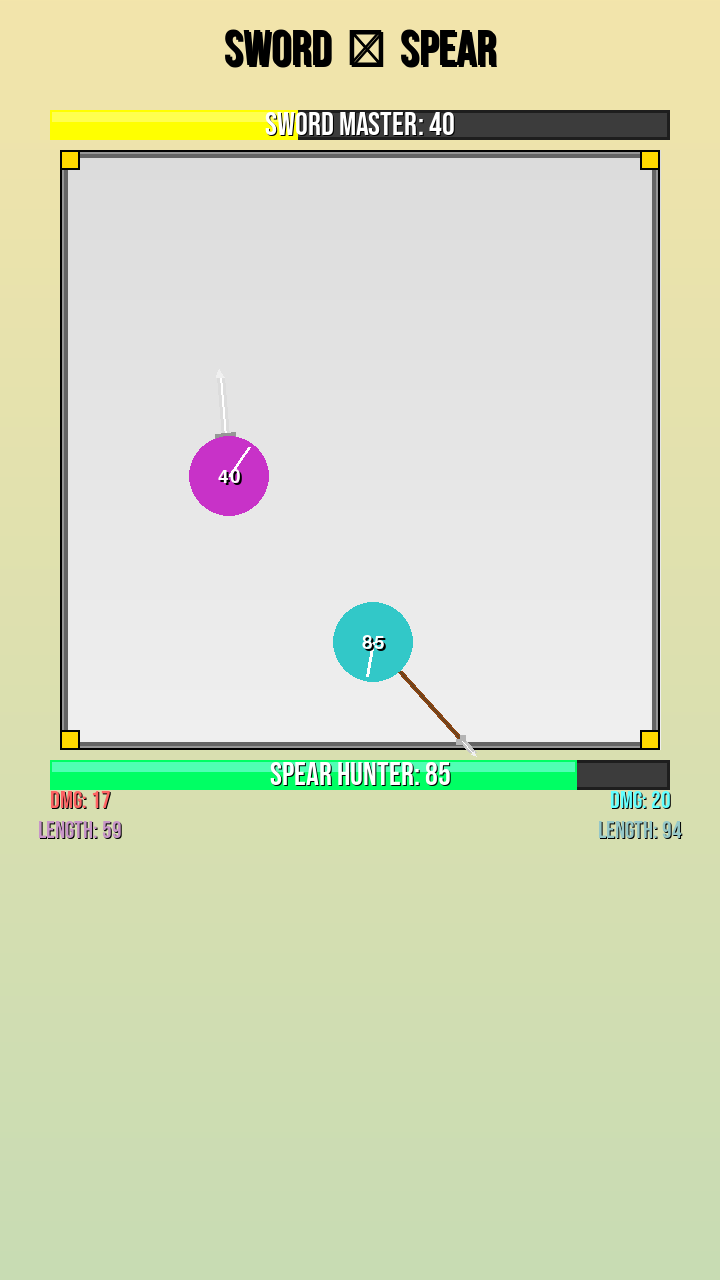 SWORD ☒ SPEAR
SWORD MASTER: 40
40
85
SPEAR HUNTER: 85
DMG: 17
DMG: 20
LENGTH: 59
LENGTH: 94